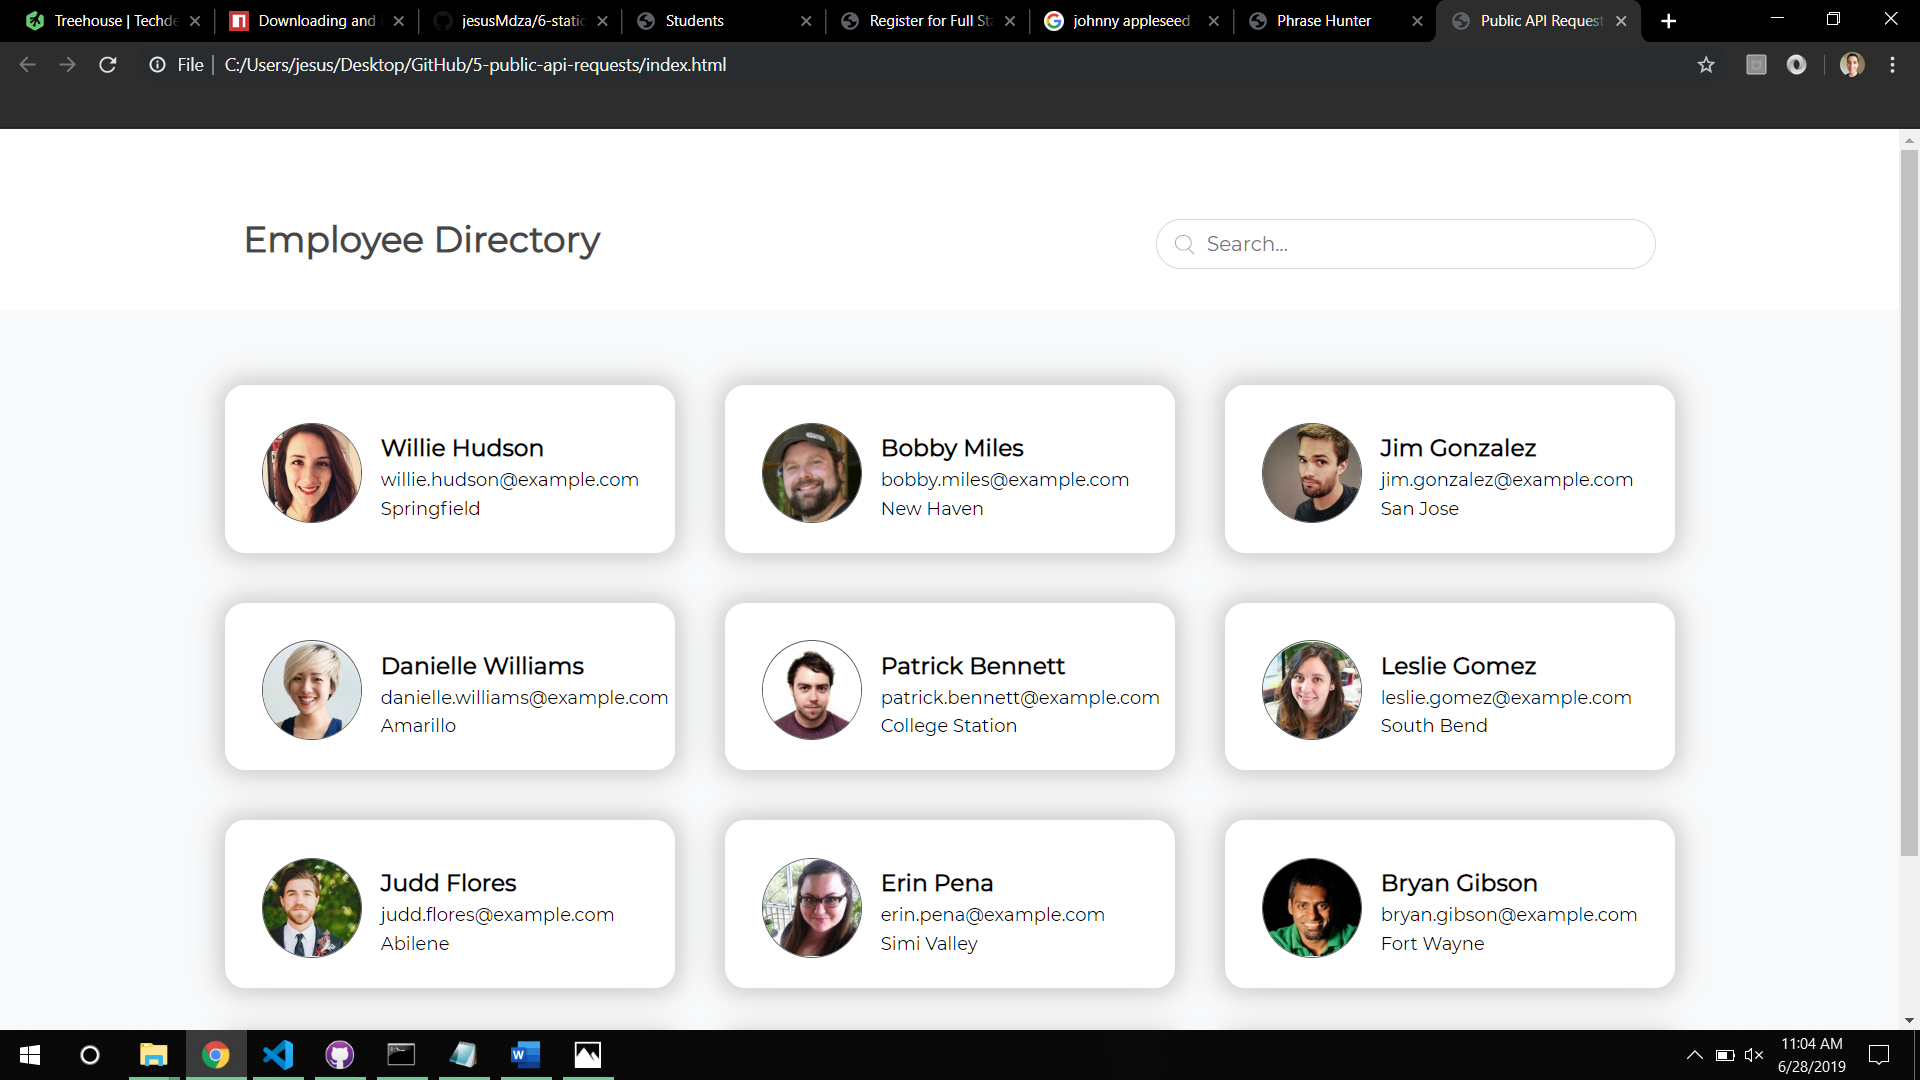 Treehouse | Techde
Downloading and i
jesusMdza/6-static
Students
Register for Full Sta
johnny appleseed -
Phrase Hunter
Public API Request
File | C:/Users/jesus/Desktop/GitHub/5-public-api-requests/index.html
Employee Directory
Search...
Willie Hudson
willie.hudson@example.com
Springfield
Bobby Miles
bobby.miles@example.com
New Haven
Jim Gonzalez
jim.gonzalez@example.com
San Jose
Danielle Williams
danielle.williams@example.com
Amarillo
Patrick Bennett
patrick.bennett@example.com
College Station
Leslie Gomez
leslie.gomez@example.com
South Bend
Judd Flores
judd.flores@example.com
Abilene
Erin Pena
erin.pena@example.com
Simi Valley
Bryan Gibson
bryan.gibson@example.com
Fort Wayne
11:04 AM
6/28/2019